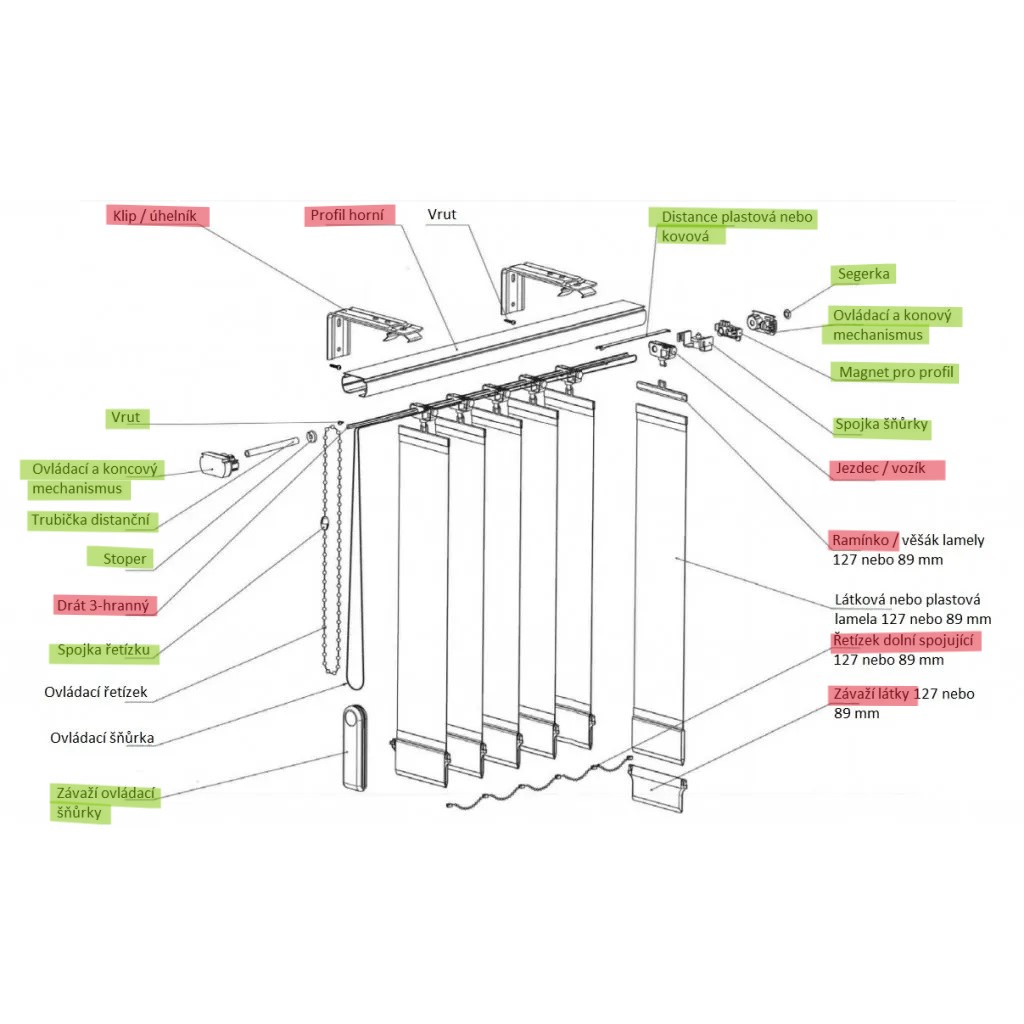 Klip / úhelník
Profil horní
Vrut
Distance plastová nebo
kovová
Segerka
Ovládací a konový
mechanismus
Magnet pro profil
Spojka šňůrky
Jezdec / vozík
Ramínko / věšák lamely
127 nebo 89 mm
Látková nebo plastová
lamela 127 nebo 89 mm
Řetízek dolní spojující
127 nebo 89 mm
Závaží látky 127 nebo
89 mm
Vrut
Ovládací a koncový
mechanismus
Trubička distanční
Stoper
Drát 3-hranný
Spojka řetízku
Ovládací řetízek
Ovládací šňůrka
Závaží ovládací
šňůrky